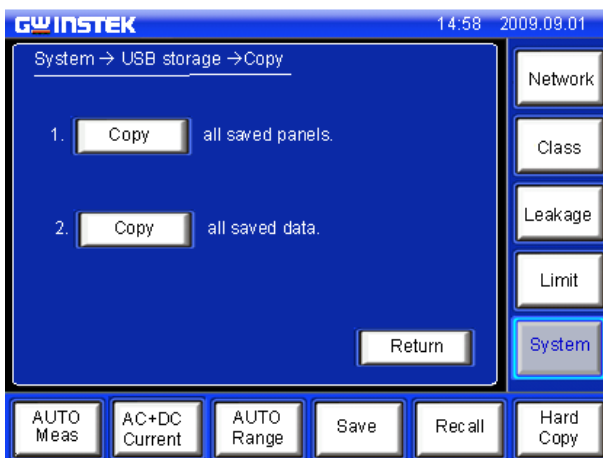 GWINSTEK 14:58 2009.09.01
System → USB storage →Copy
1. Copy all saved panels.
2. Copy all saved data.
Return
Network
Class
Leakage
Limit
System
AUTO
Meas
AC+DC
Current
AUTO
Range
Save
Recall
Hard
Copy